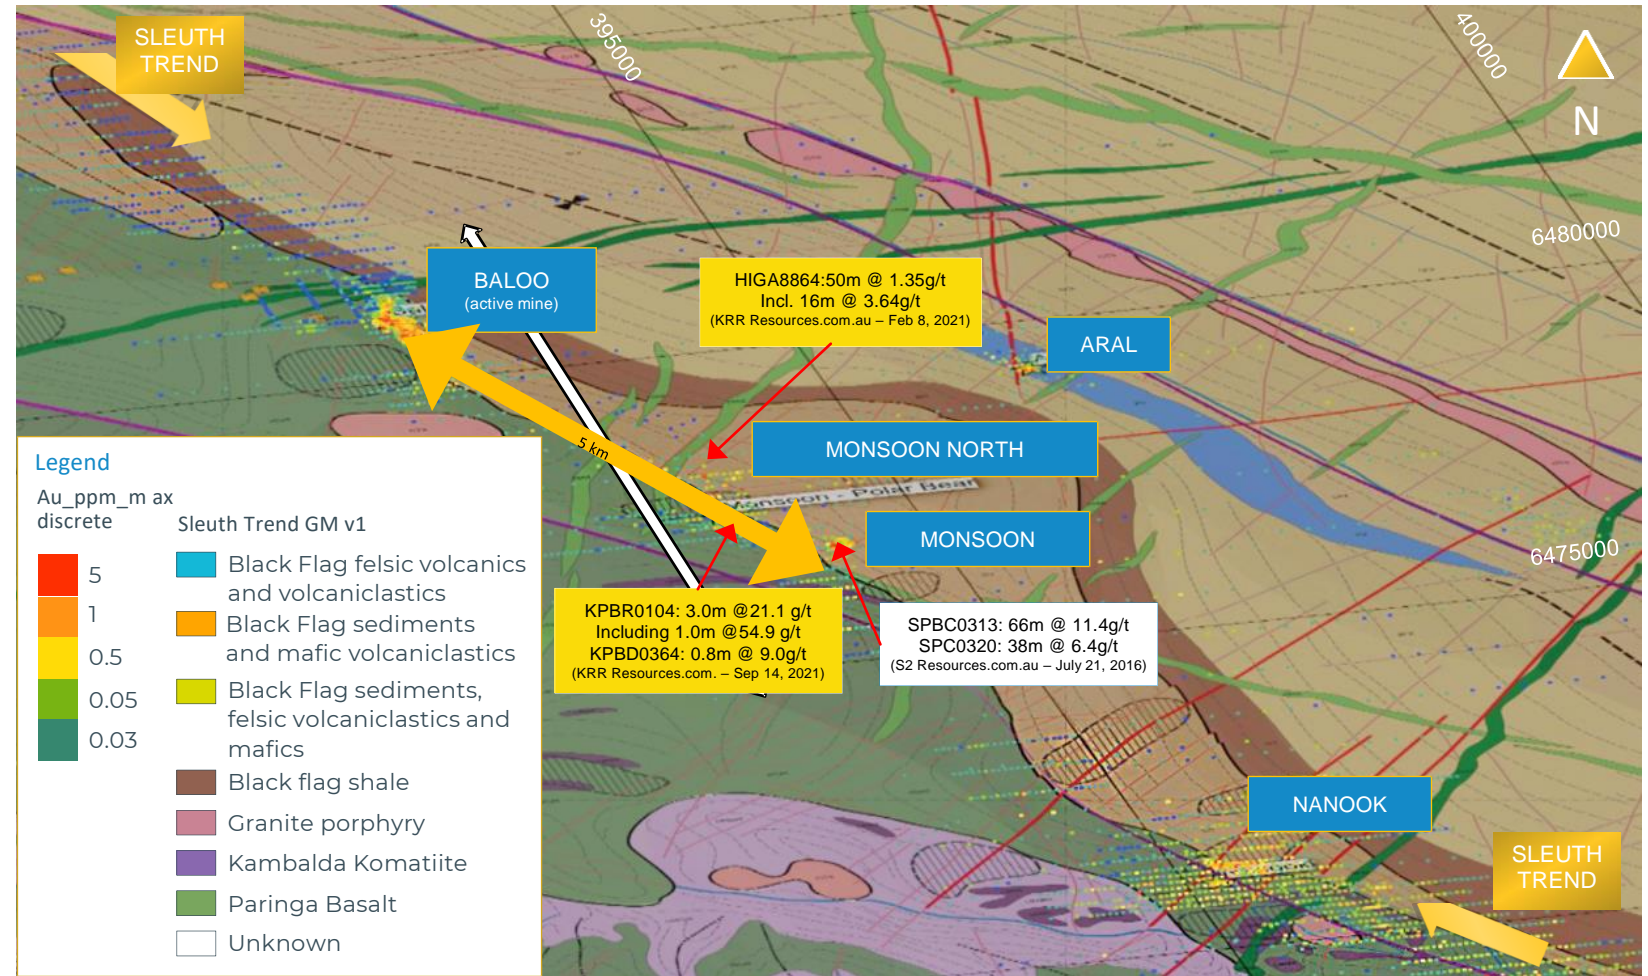 SLEUTH
TREND
395000
400000
N
6480000
BALOO
(active mine)
HIGA8864:50m @ 1.35g/t
Incl. 16m @ 3.64g/t
(KRR Resources.com.au – Feb 8, 2021)
ARAL
5 km
MONSOON NORTH
Monsoon - Polar Bear
MONSOON
6475000
KPBR0104: 3.0m @21.1 g/t
Including 1.0m @54.9 g/t
KPBD0364: 0.8m @ 9.0g/t
(KRR Resources.com. – Sep 14, 2021)
SPBC0313: 66m @ 11.4g/t
SPC0320: 38m @ 6.4g/t
(S2 Resources.com.au – July 21, 2016)
NANOOK
SLEUTH
TREND
Legend
Au_ppm_m ax
discrete
5
1
0.5
0.05
0.03
Sleuth Trend GM v1
Black Flag felsic volcanics
and volcaniclastics
Black Flag sediments
and mafic volcaniclastics
Black Flag sediments,
felsic volcaniclastics and
mafics
Black flag shale
Granite porphyry
Kambalda Komatiite
Paringa Basalt
Unknown